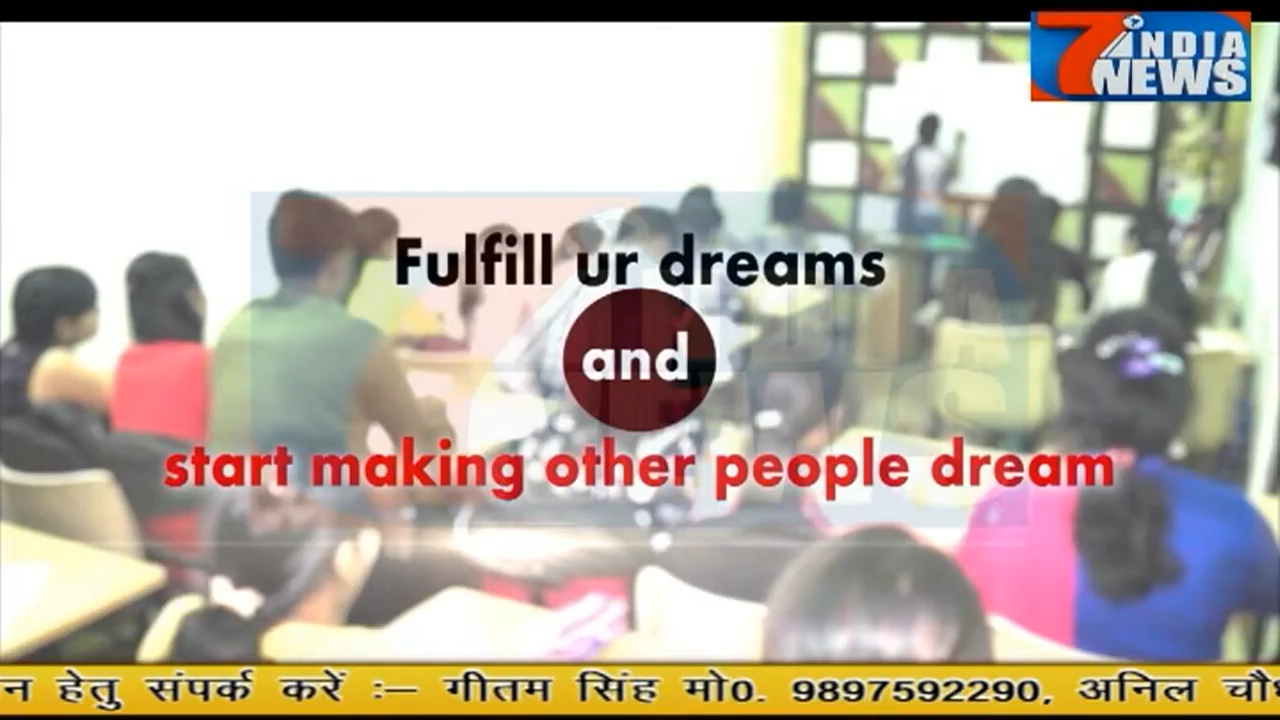 7 INDIA
NEWS
Fulfill ur dreams
and
start making other people dream
न हेतु संपर्क करें :— गीतम सिंह मो0. 9897592290, अनिल